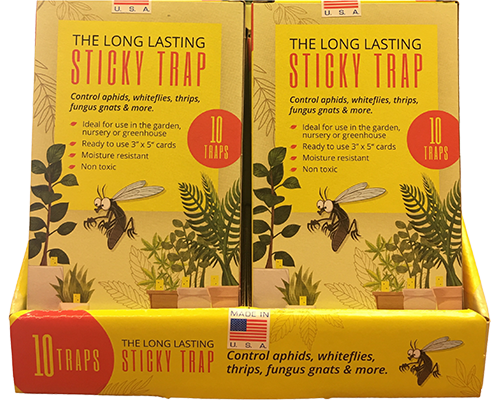 U.S.A.
THE LONG LASTING
STICKY TRAP
Control aphids, whiteflies, thrips,
fungus gnats & more.
Ideal for use in the garden,
nursery or greenhouse
Ready to use 3" x 5" cards
Moisture resistant
Non toxic
10
TRAPS
U.S.A.
THE LONG LASTING
STICKY TRAP
Control aphids, whiteflies, thrips,
fungus gnats & more.
Ideal for use in the garden,
nursery or greenhouse
Ready to use 3" x 5" cards
Moisture resistant
Non toxic
10
TRAPS
10 TRAPS
THE LONG LASTING
STICKY TRAP
MADE IN
U.S.A.
Control aphids, whiteflies,
thrips, fungus gnats & more.